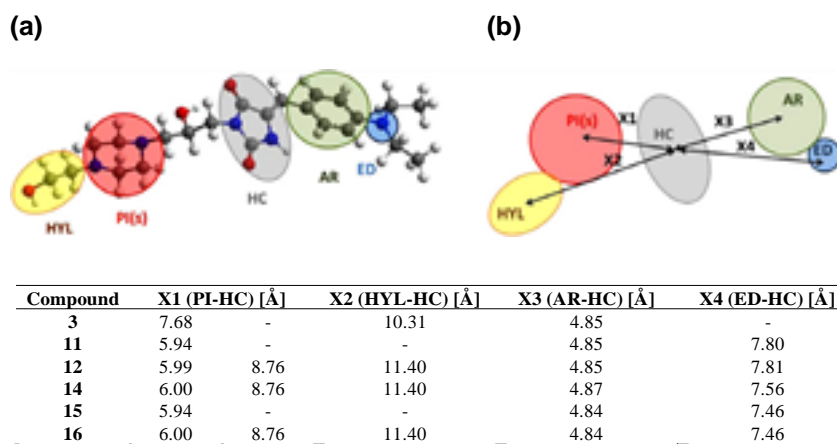 (a)
(b)
HYL
PI(s)
HC
AR
ED
PI(s)
X1
HC
X3
AR
X2
X4
ED
HYL
Compound X1 (PI-HC) [Å] X2 (HYL-HC) [Å] X3 (AR-HC) [Å] X4 (ED-HC) [Å]
3 7.68 - 10.31 4.85 -
11 5.94 - - 4.85 7.80
12 5.99 8.76 11.40 4.85 7.81
14 6.00 8.76 11.40 4.87 7.56
15 5.94 - - 4.84 7.46
16 6.00 8.76 11.40 4.84 7.46